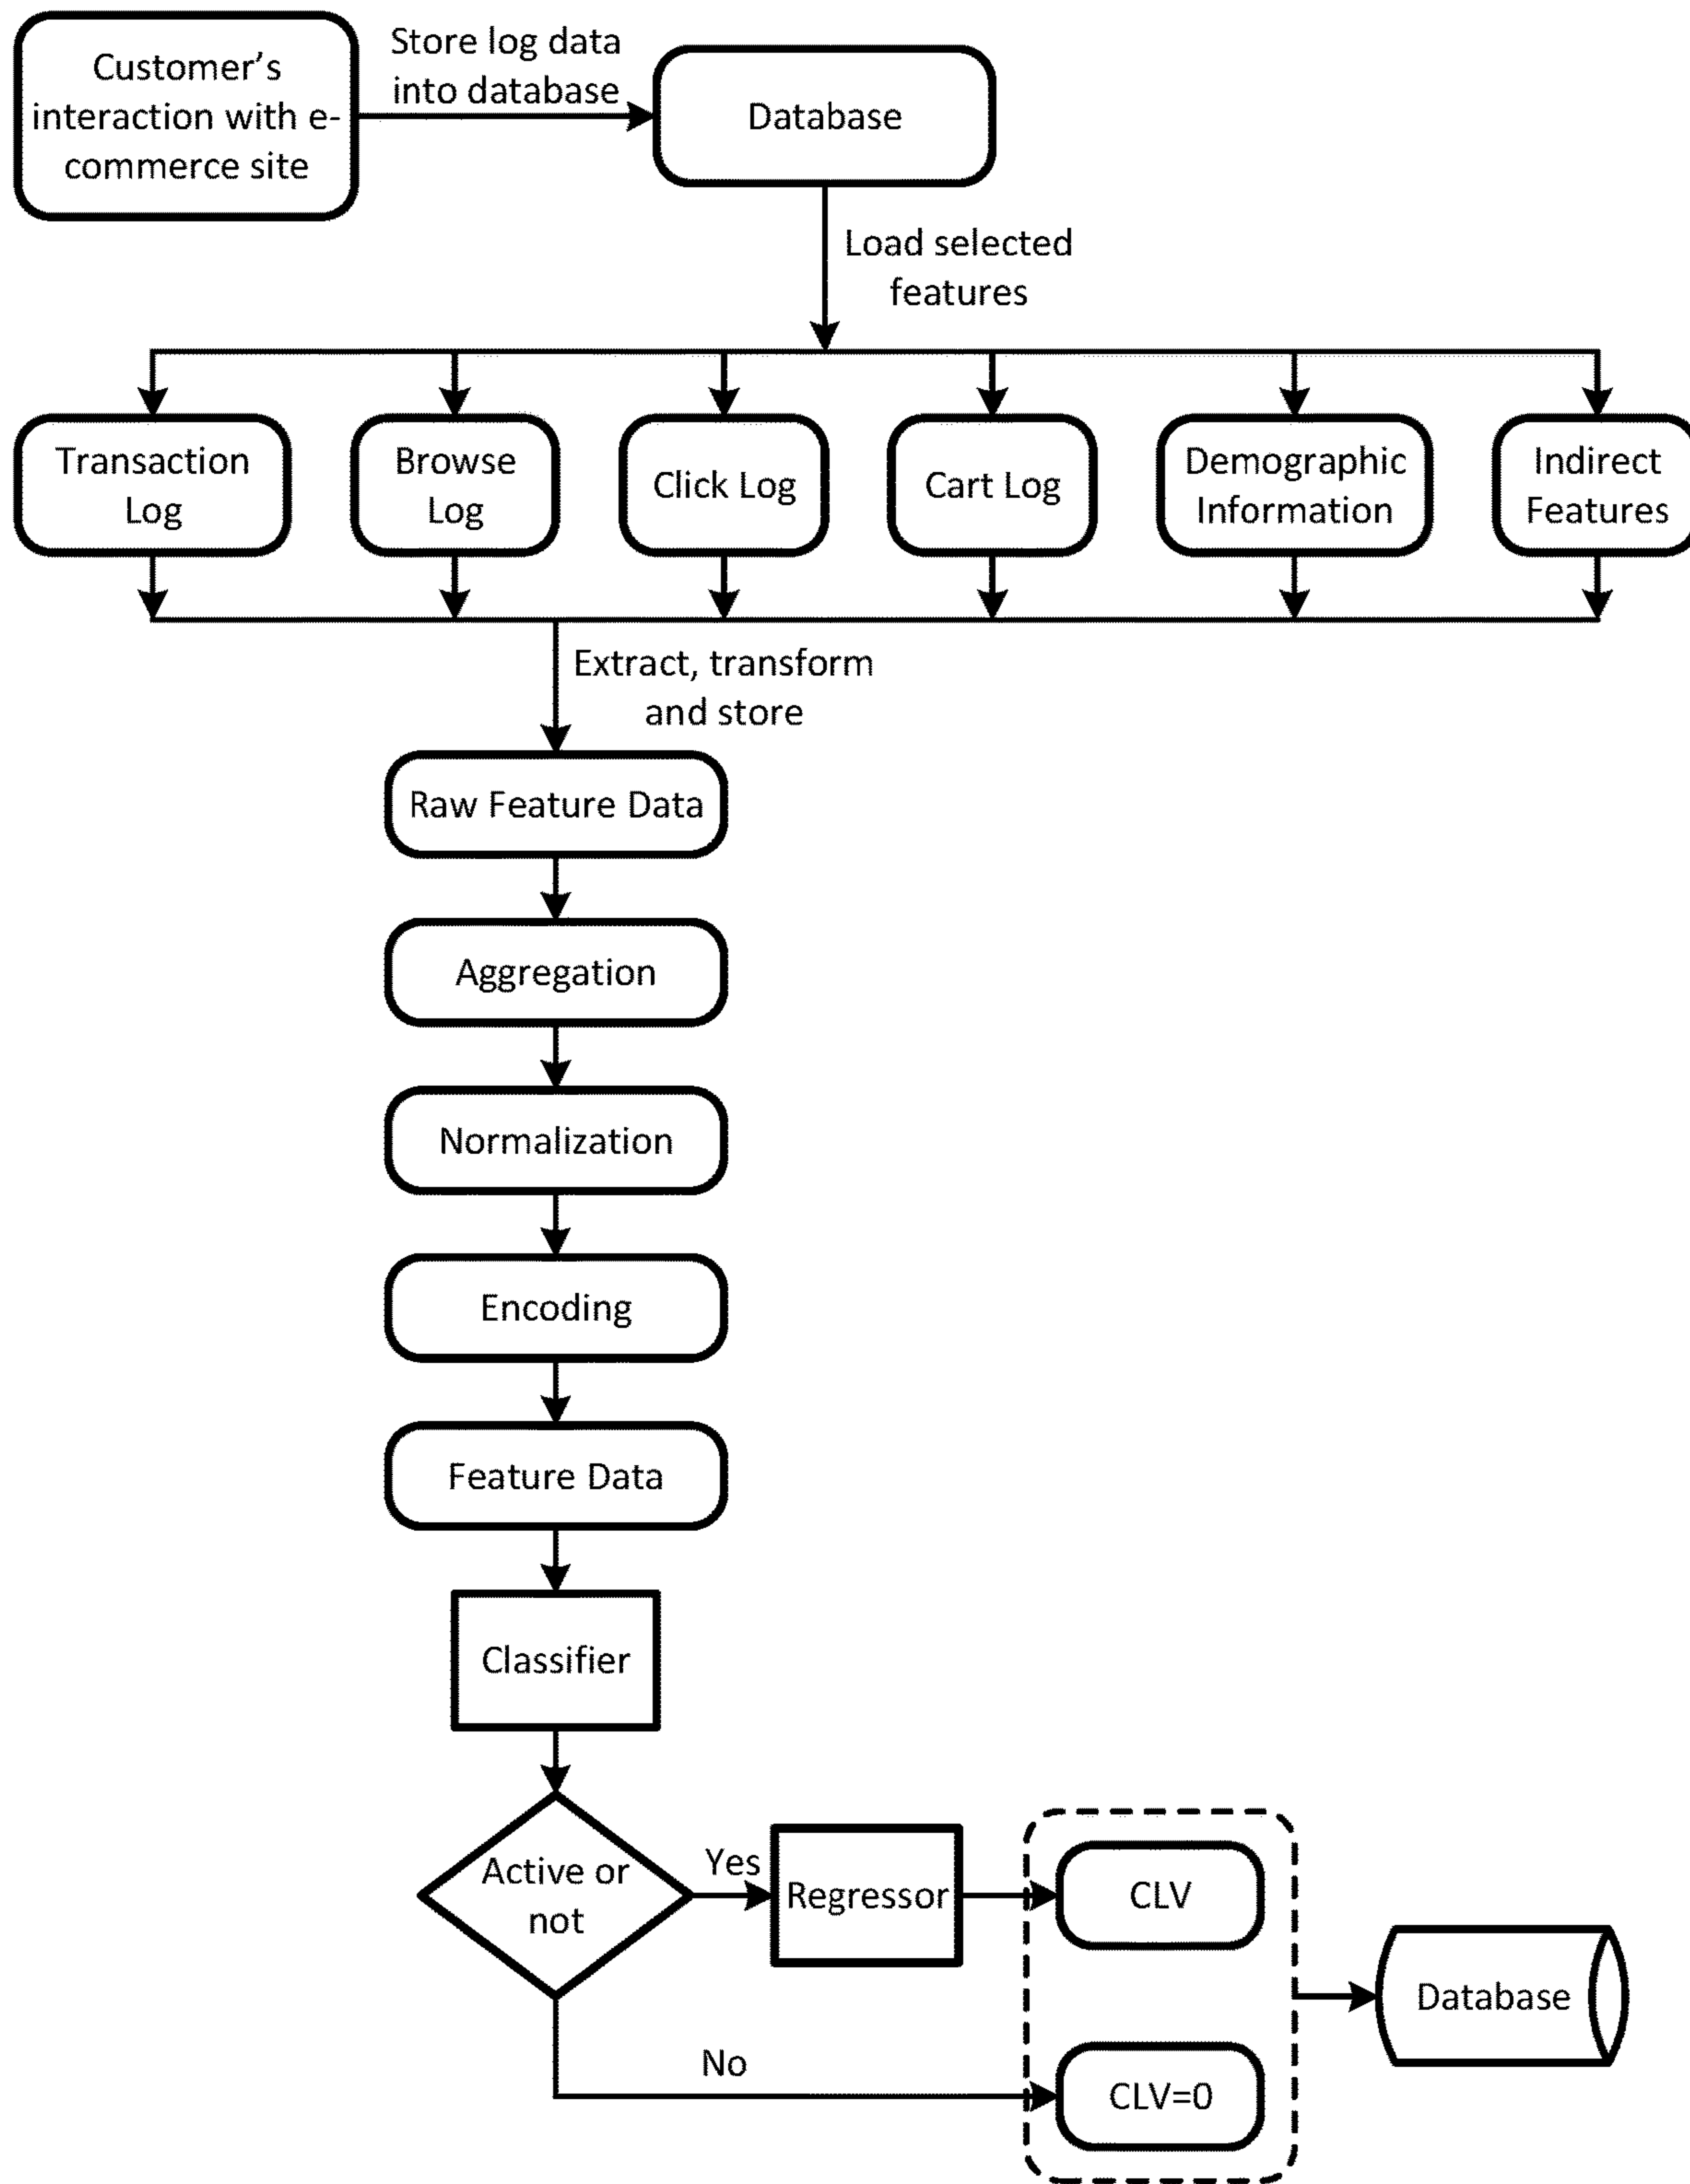 Customer's
interaction with e-
commerce site
Store log data
into database
Database
Load selected
features
Transaction
Log
Browse
Log
Click Log
Cart Log
Demographic
Information
Indirect
Features
Extract, transform
and store
Raw Feature Data
Aggregation
Normalization
Encoding
Feature Data
Classifier
Active or
not
Yes
Regressor
CLV
Database
No
CLV=0